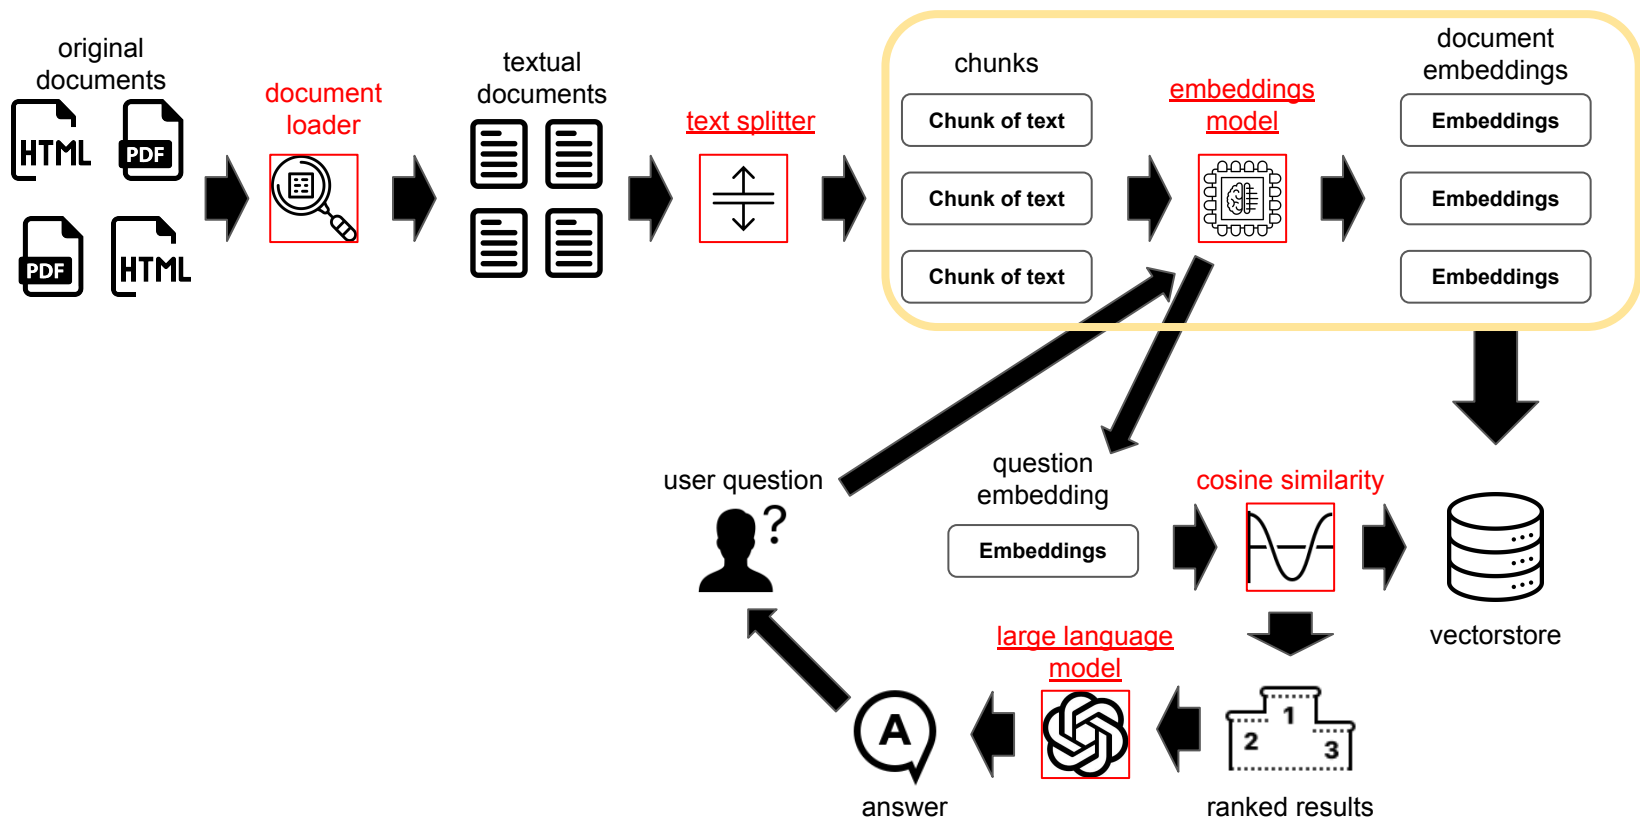 original
documents
HTML
PDF
PDF
HTML
document
loader
textual
documents
text splitter
chunks
Chunk of text
Chunk of text
Chunk of text
embeddings
model
document
embeddings
Embeddings
Embeddings
Embeddings
user question
?
question
embedding
Embeddings
cosine similarity
vectorstore
large language
model
A
answer
1
2
3
ranked results